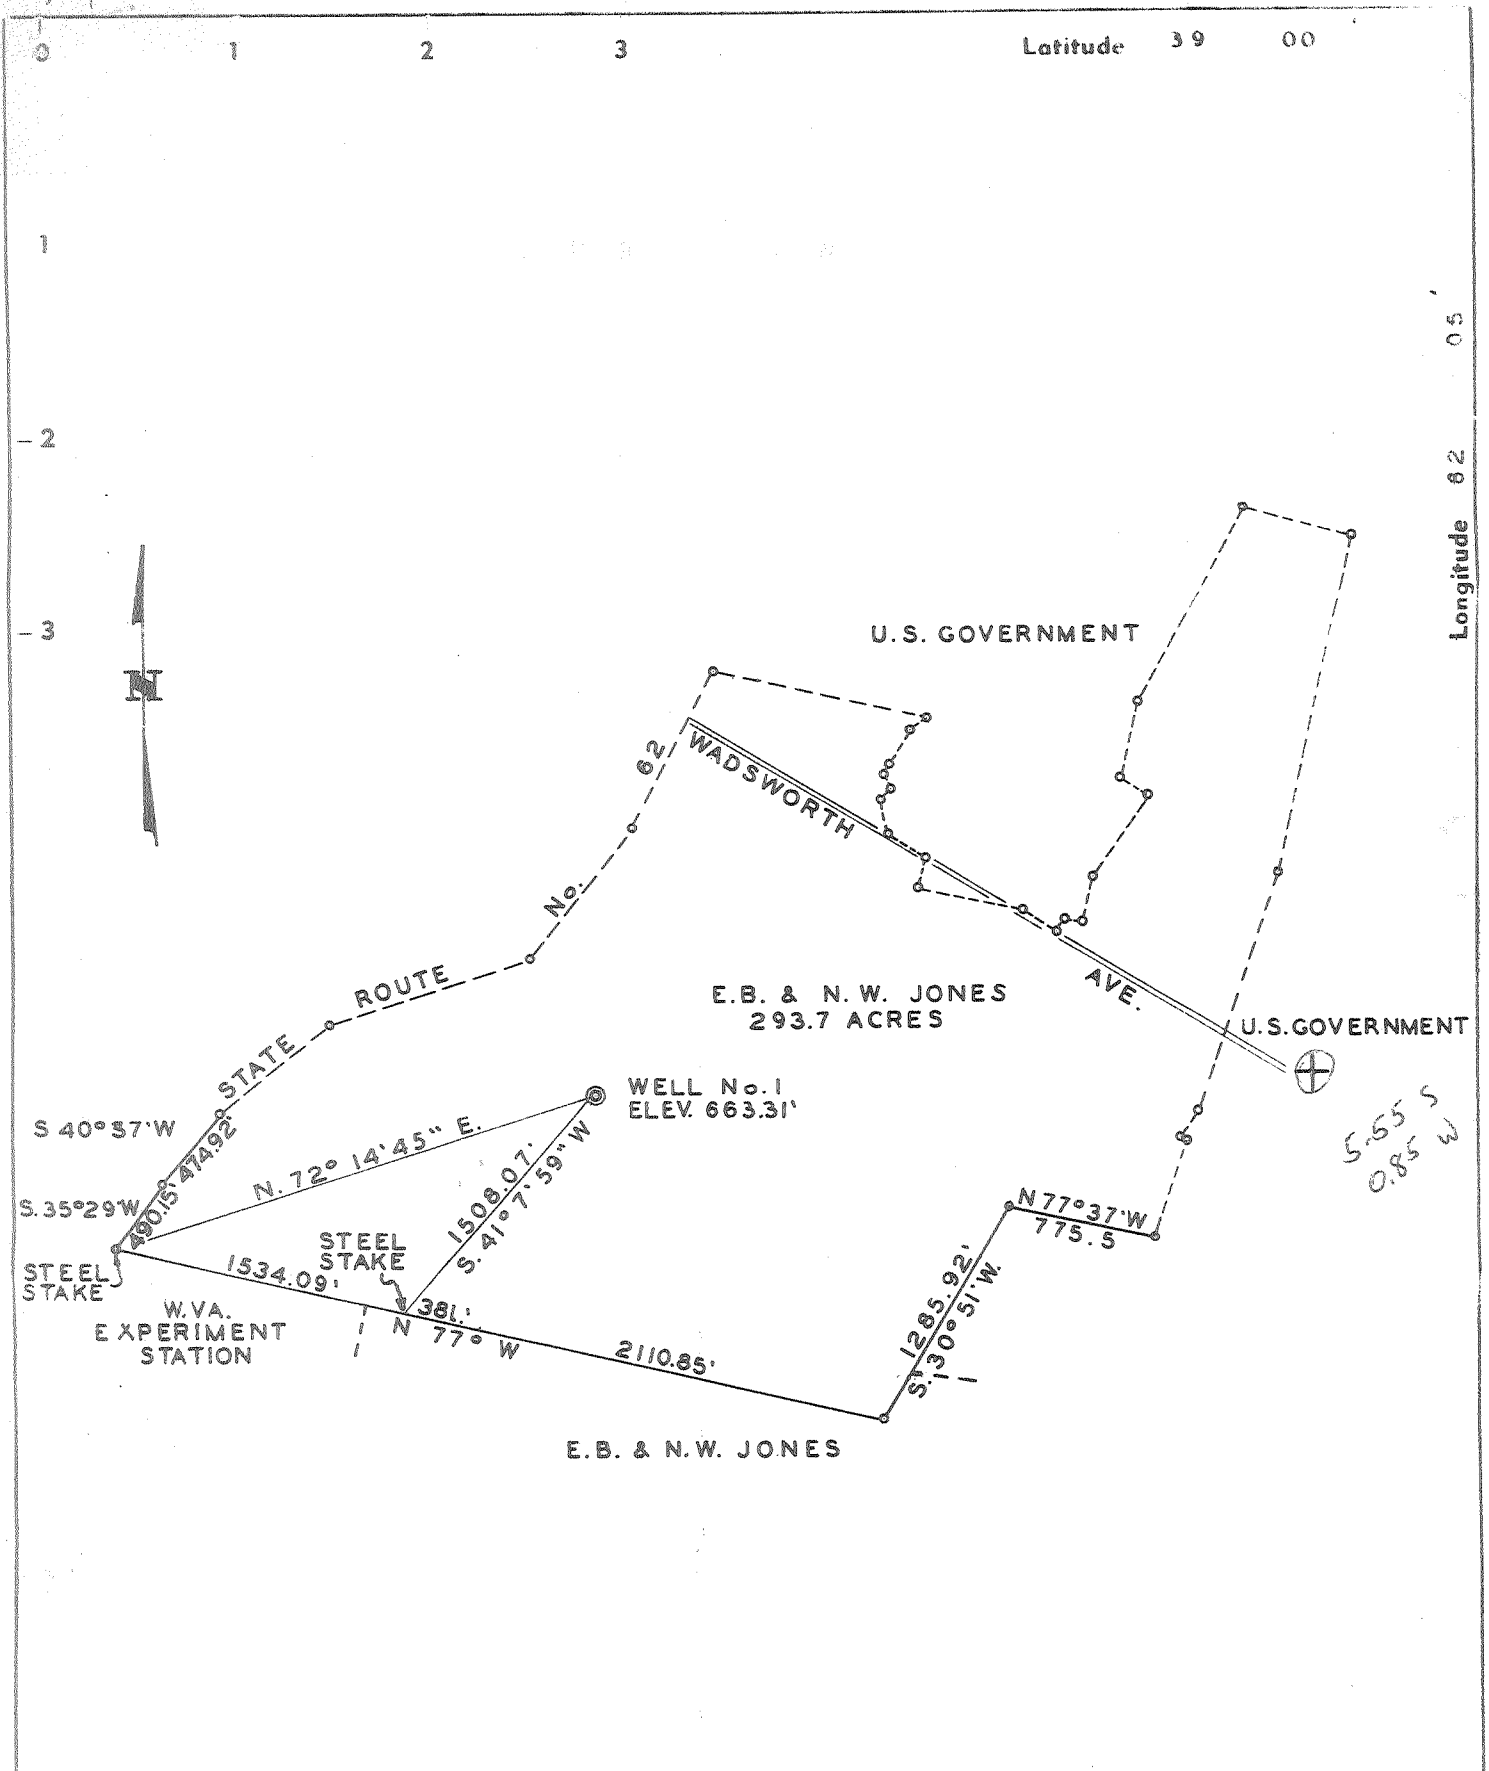 0 1 2 3 Latitude 39 00
1
– 2
– 3
Longitude 82 05'
N
U.S. GOVERNMENT
62
WADSWORTH
No.
ROUTE
STATE
AVE.
E.B. & N.W. JONES
293.7 ACRES
U.S. GOVERNMENT
WELL No. 1
ELEV. 663.31'
5.55 S
0.85 W
S 40° 37' W
474.92'
N. 72° 14' 45" E.
1508.07'
S. 41° 7' 59" W
S. 35° 29' W
490.15'
N 77° 37' W
775.5
STEEL
STAKE
STEEL
STAKE
1534.09'
W. VA.
EXPERIMENT
STATION
381.'
N 77° W
2110.85'
1285.92'
S. 30° 51' W.
E.B. & N.W. JONES